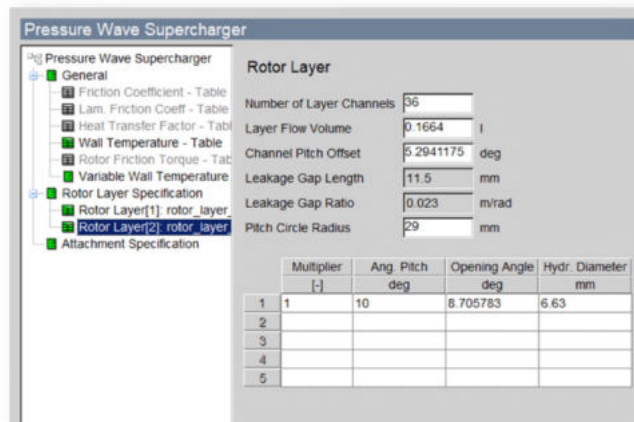 Pressure Wave Supercharger
Pressure Wave Supercharger
General
Friction Coefficient - Table
Lam. Friction Coeff - Table
Heat Transfer Factor - Tabl
Wall Temperature - Table
Rotor Friction Torque - Tab
Variable Wall Temperature
Rotor Layer Specification
Rotor Layer[1]: rotor_layer_
Rotor Layer[2]: rotor_layer_
Attachment Specification
Rotor Layer
Number of Layer Channels 36
Layer Flow Volume 0.1664 l
Channel Pitch Offset 5.2941175 deg
Leakage Gap Length 11.5 mm
Leakage Gap Ratio 0.023 m/rad
Pitch Circle Radius 29 mm
Multiplier Ang. Pitch Opening Angle Hydr. Diameter
[-] deg deg mm
1 1 10 8.705783 6.63
2
3
4
5